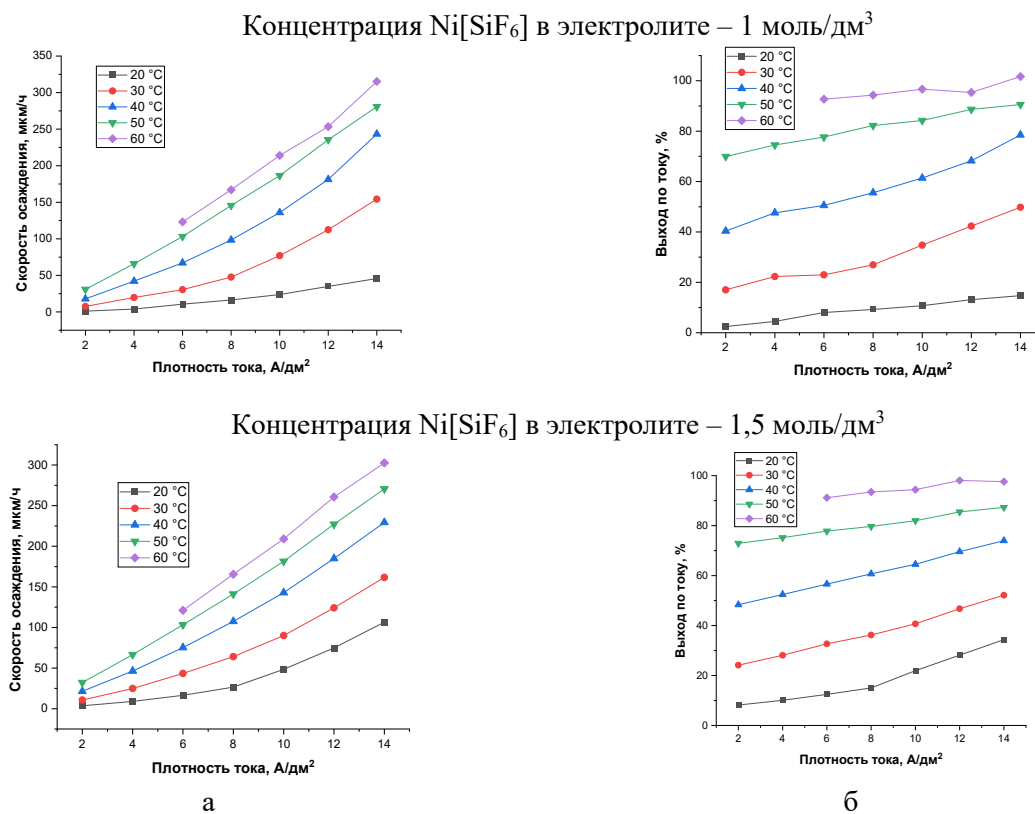 Концентрация Ni[SiF₆] в электролите – 1 моль/дм³
Скорость осаждения, мкм/ч
400
350
300
250
200
150
100
50
0
20 °C
30 °C
40 °C
50 °C
60 °C
2 4 6 8 10 12 14
Плотность тока, А/дм²
Выход по току, %
100
80
60
40
20
0
20 °C
30 °C
40 °C
50 °C
60 °C
2 4 6 8 10 12 14
Плотность тока, А/дм²
Концентрация Ni[SiF₆] в электролите – 1,5 моль/дм³
Скорость осаждения, мкм/ч
300
250
200
150
100
50
0
20 °C
30 °C
40 °C
50 °C
60 °C
2 4 6 8 10 12 14
Плотность тока, А/дм²
а
Выход по току, %
100
80
60
40
20
0
20 °C
30 °C
40 °C
50 °C
60 °C
2 4 6 8 10 12 14
Плотность тока, А/дм²
б